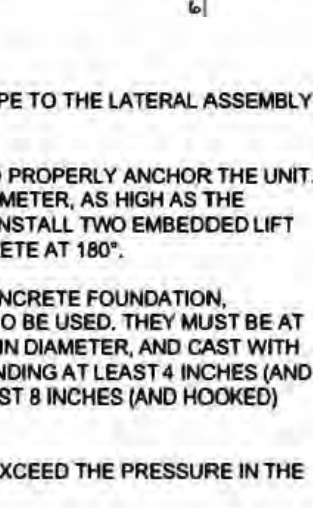 6
PE TO THE LATERAL ASSEMBLY
PROPERLY ANCHOR THE UNIT.
METER, AS HIGH AS THE
NSTALL TWO EMBEDDED LIFT
ETE AT 180°.
NCRETE FOUNDATION,
O BE USED. THEY MUST BE AT
IN DIAMETER, AND CAST WITH
NDING AT LEAST 4 INCHES (AND
ST 8 INCHES (AND HOOKED)
XCEED THE PRESSURE IN THE